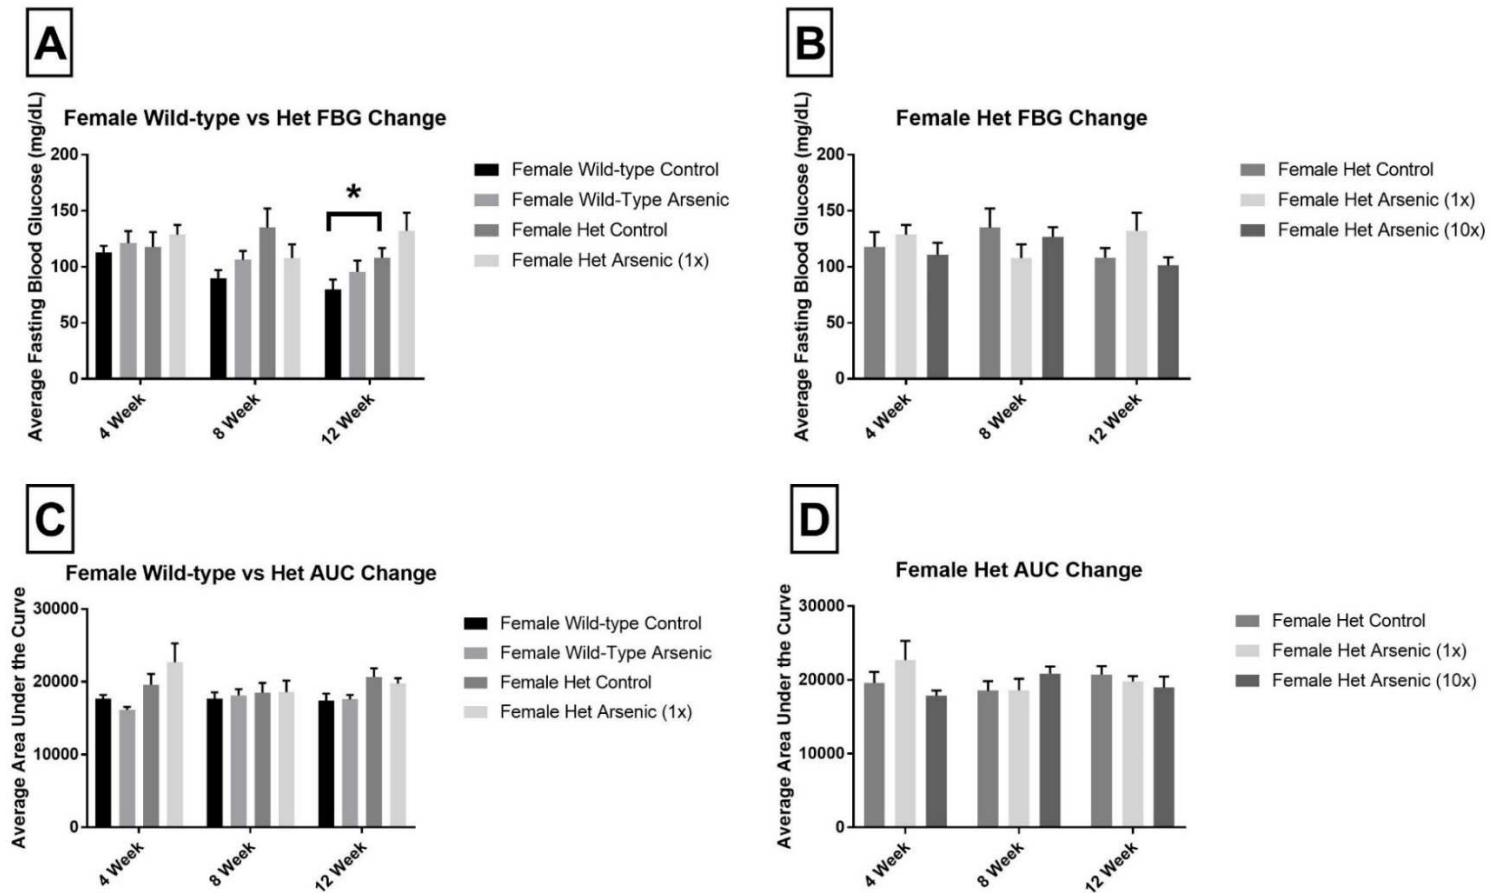 A
Female Wild-type vs Het FBG Change
Average Fasting Blood Glucose (mg/dL)
200
150
100
50
0
*
4 Week
8 Week
12 Week
Female Wild-type Control
Female Wild-Type Arsenic
Female Het Control
Female Het Arsenic (1x)
B
Female Het FBG Change
Average Fasting Blood Glucose (mg/dL)
200
150
100
50
0
4 Week
8 Week
12 Week
Female Het Control
Female Het Arsenic (1x)
Female Het Arsenic (10x)
C
Female Wild-type vs Het AUC Change
Average Area Under the Curve
30000
20000
10000
0
4 Week
8 Week
12 Week
Female Wild-type Control
Female Wild-Type Arsenic
Female Het Control
Female Het Arsenic (1x)
D
Female Het AUC Change
Average Area Under the Curve
30000
20000
10000
0
4 Week
8 Week
12 Week
Female Het Control
Female Het Arsenic (1x)
Female Het Arsenic (10x)